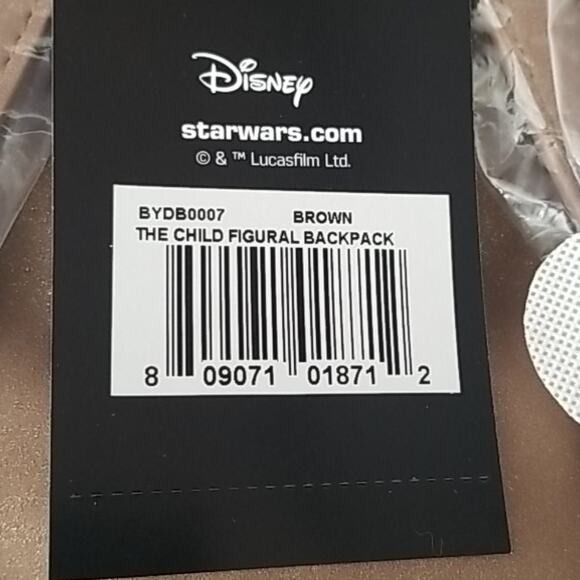 Disney
starwars.com
© & ™ Lucasfilm Ltd.
BYDB0007 BROWN
THE CHILD FIGURAL BACKPACK
8 09071 01871 2